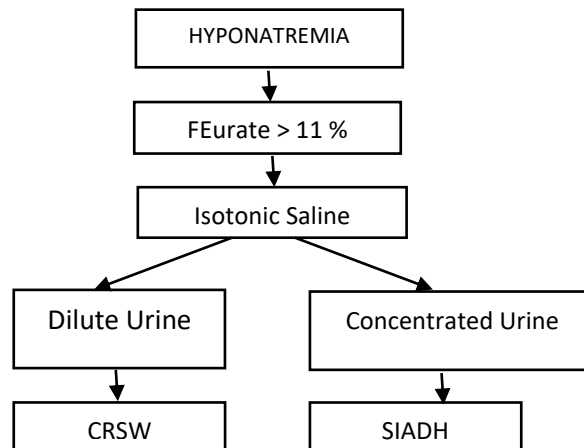 HYPONATREMIA
FEurate > 11 %
Isotonic Saline
Dilute Urine
Concentrated Urine
CRSW
SIADH